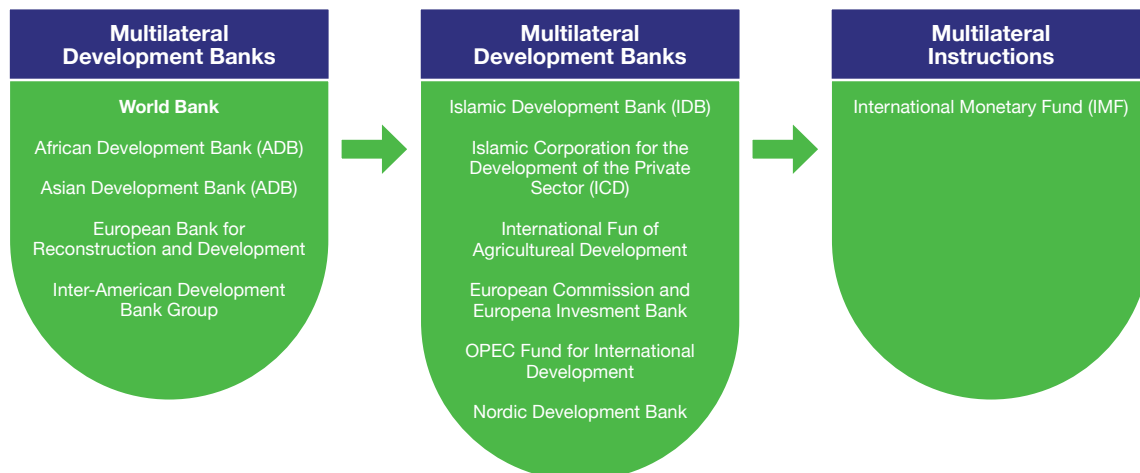 Multilateral
Development Banks
World Bank
African Development Bank (ADB)
Asian Development Bank (ADB)
European Bank for
Reconstruction and Development
Inter-American Development
Bank Group
Multilateral
Development Banks
Islamic Development Bank (IDB)
Islamic Corporation for the
Development of the Private
Sector (ICD)
International Fun of
Agricultureal Development
European Commission and
Europena Invesment Bank
OPEC Fund for International
Development
Nordic Development Bank
Multilateral
Instructions
International Monetary Fund (IMF)